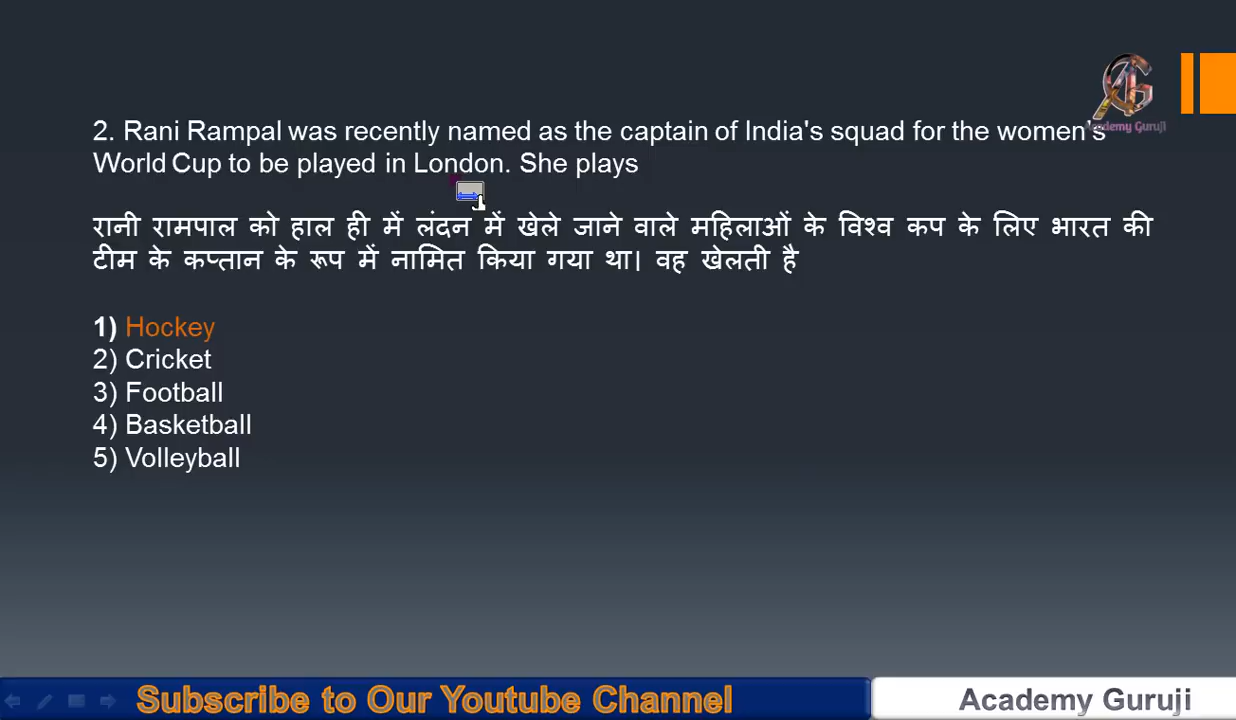 Academy Guruji
2. Rani Rampal was recently named as the captain of India's squad for the women's
World Cup to be played in London. She plays
रानी रामपाल को हाल ही में लंदन में खेले जाने वाले महिलाओं के विश्व कप के लिए भारत की
टीम के कप्तान के रूप में नामित किया गया था। वह खेलती है
1) Hockey
2) Cricket
3) Football
4) Basketball
5) Volleyball
Subscribe to Our Youtube Channel
Academy Guruji